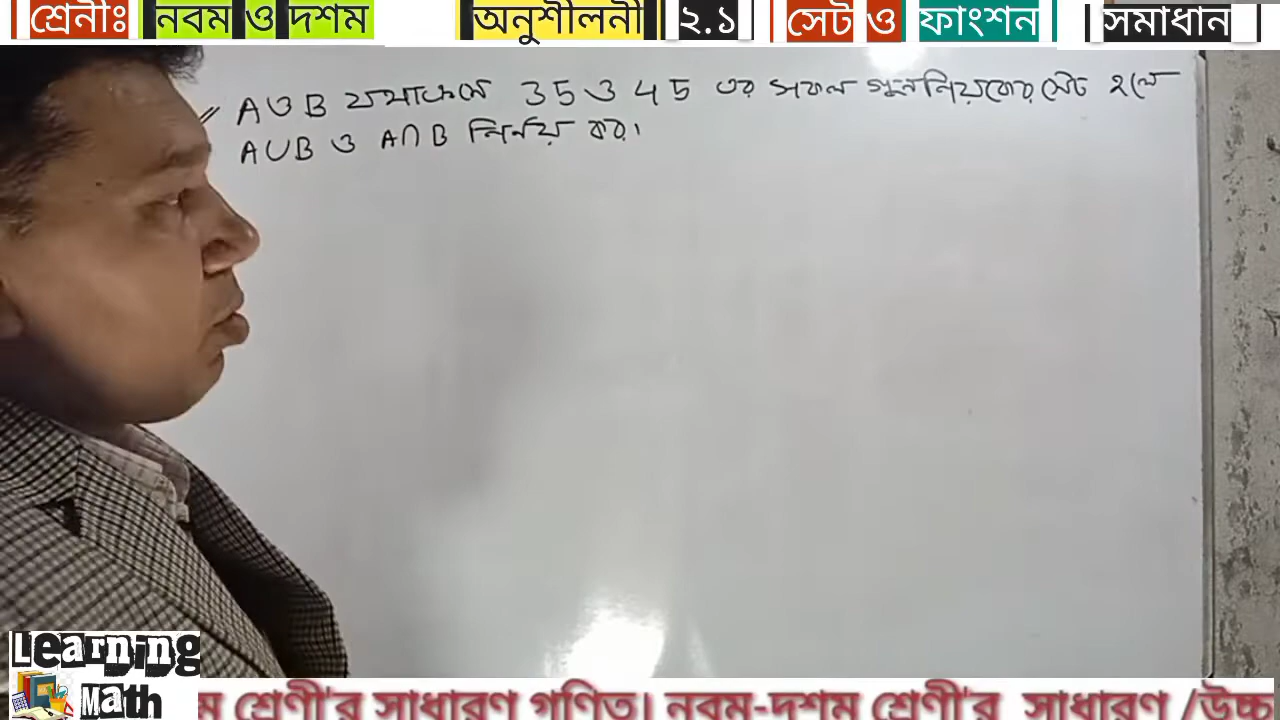 শ্রেনীঃ নবম ও দশম অনুশীলনী ২.১ সেট ও ফাংশন সমাধান
A ও B যথাক্রমে 35 ও 45 এর সকল গুননিয়কের সেট হলে
A∪B ও A∩B নির্নয় কর।
Learning
Math
ম শ্রেণী'র সাধারণ গণিত। নবম-দশম শ্রেণী'র সাধারণ /উচ্চ